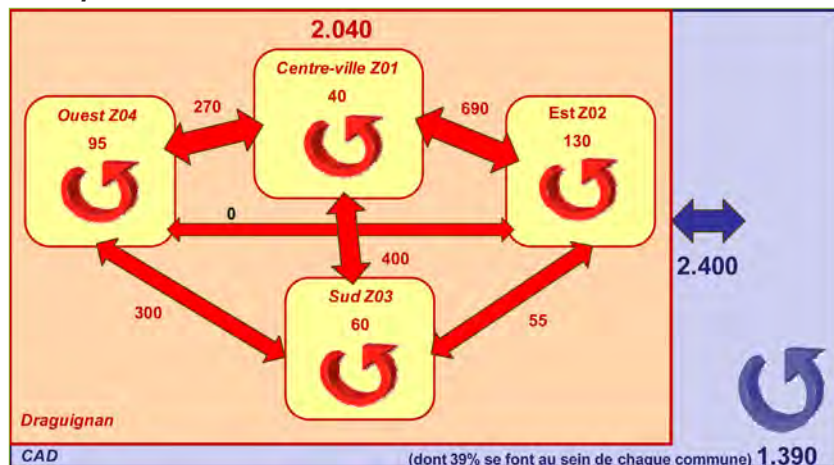 2.040
Centre-ville Z01
40
270
690
Ouest Z04
95
Est Z02
130
0
400
2.400
300
Sud Z03
60
55
Draguignan
CAD
(dont 39% se font au sein de chaque commune) 1.390